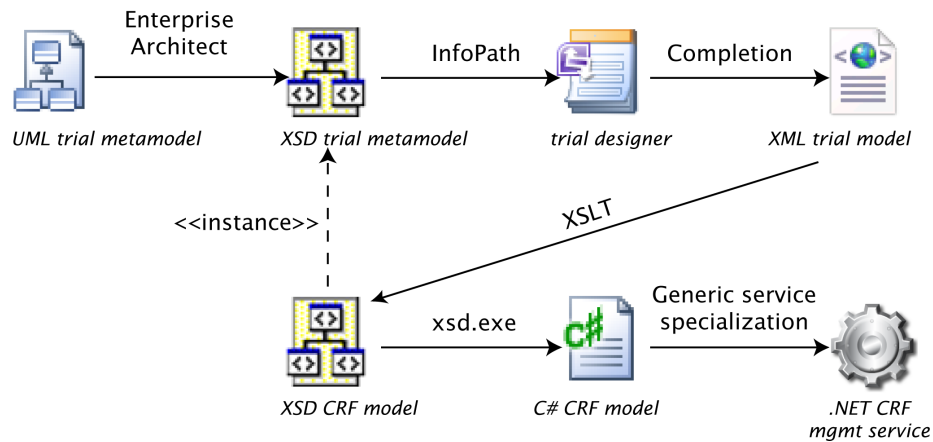 Enterprise
Architect
InfoPath
Completion
UML trial metamodel
XSD trial metamodel
trial designer
XML trial model
<<instance>>
XSLT
xsd.exe
Generic service
specialization
C#
XSD CRF model
C# CRF model
.NET CRF
mgmt service